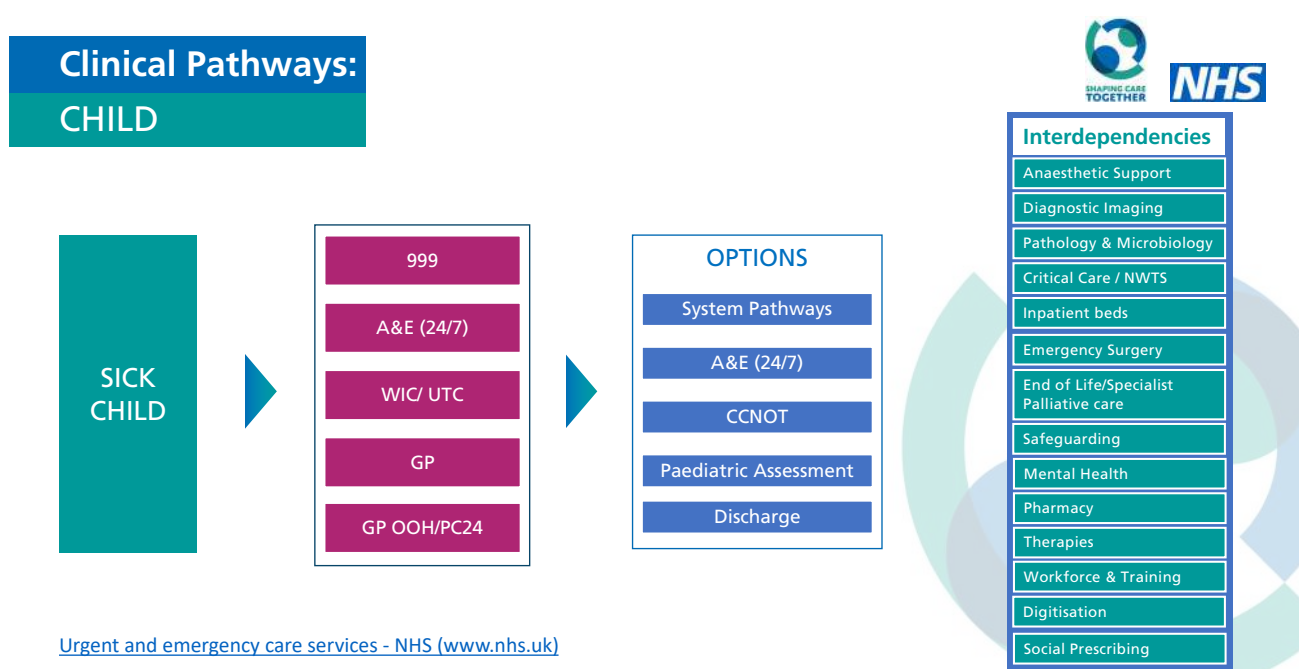 Clinical Pathways:
CHILD
SHAPING CARE
TOGETHER
NHS
SICK
CHILD
999
A&E (24/7)
WIC/ UTC
GP
GP OOH/PC24
OPTIONS
System Pathways
A&E (24/7)
CCNOT
Paediatric Assessment
Discharge
Interdependencies
Anaesthetic Support
Diagnostic Imaging
Pathology & Microbiology
Critical Care / NWTS
Inpatient beds
Emergency Surgery
End of Life/Specialist
Palliative care
Safeguarding
Mental Health
Pharmacy
Therapies
Workforce & Training
Digitisation
Social Prescribing
Urgent and emergency care services - NHS (www.nhs.uk)